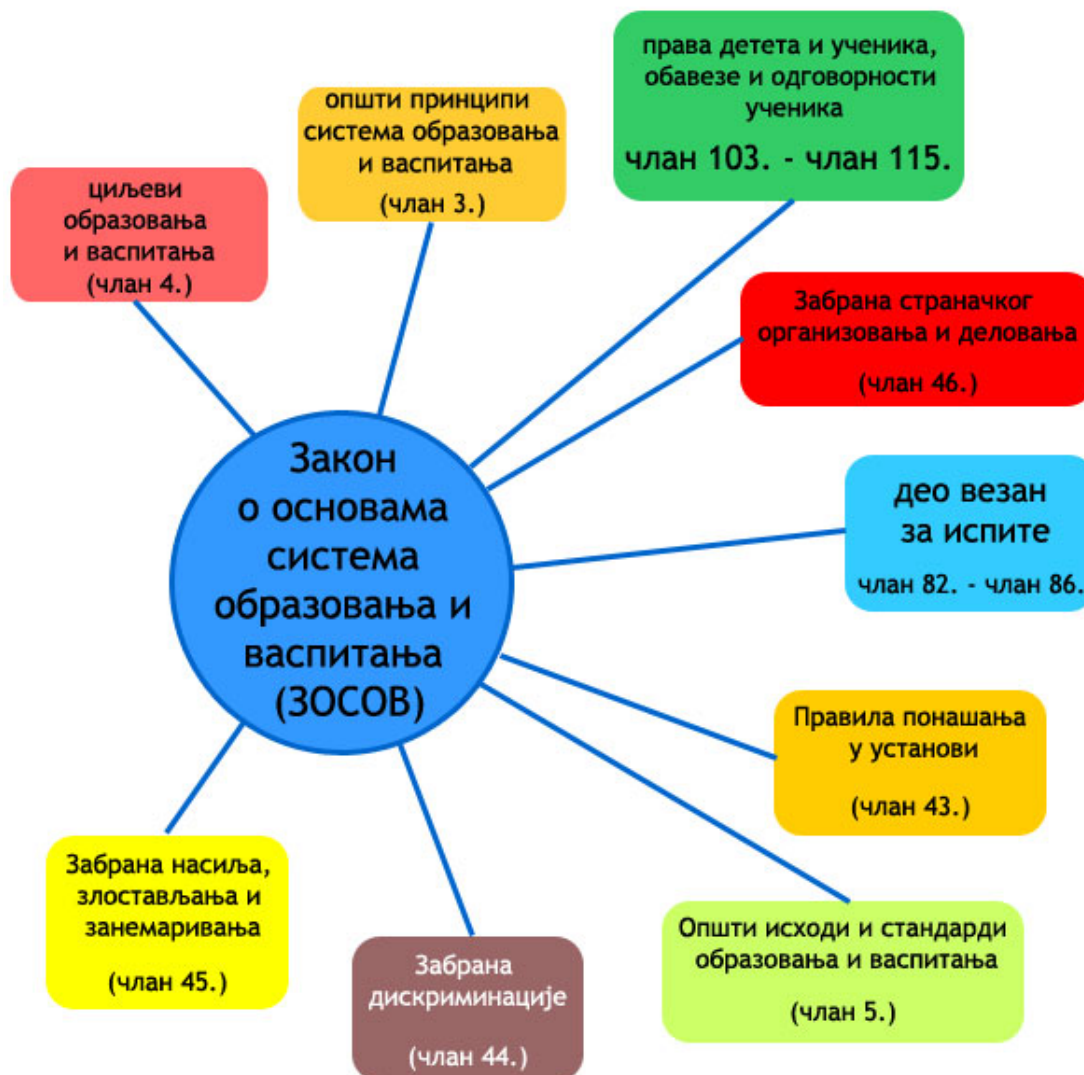 права детета и ученика,
обавезе и одговорности
ученика
члан 103. - члан 115.
општи принципи
система образовања
и васпитања
(члан 3.)
циљеви
образовања
и васпитања
(члан 4.)
Забрана страначког
организовања и деловања
(члан 46.)
Закон
о основама
система
образовања и
васпитања
(ЗОСОВ)
део везан
за испите
члан 82. - члан 86.
Правила понашања
у установи
(члан 43.)
Забрана насиља,
злостављања и
занемаривања
(члан 45.)
Забрана
дискриминације
(члан 44.)
Општи исходи и стандарди
образовања и васпитања
(члан 5.)